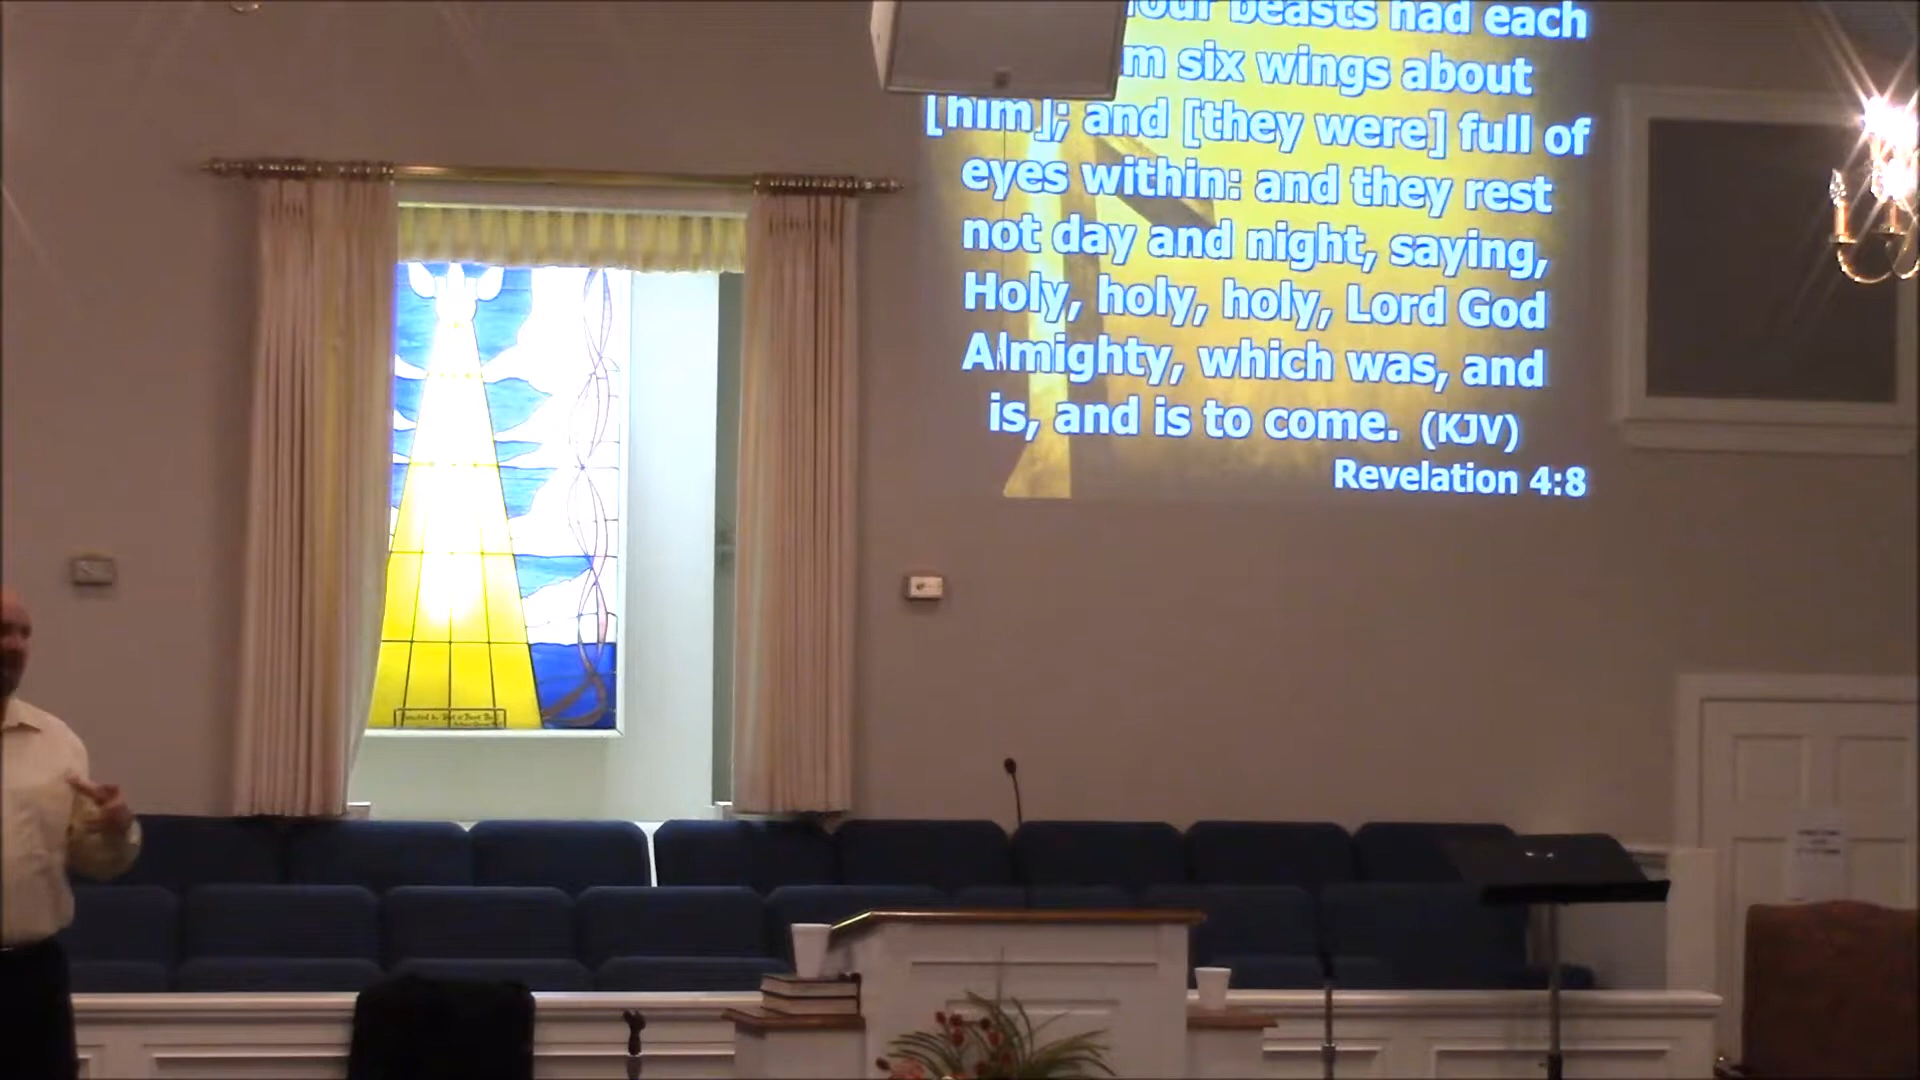 four beasts had each
six wings about
[him]; and [they were] full of
eyes within: and they rest
not day and night, saying,
Holy, holy, holy, Lord God
Almighty, which was, and
is, and is to come. (KJV)
Revelation 4:8